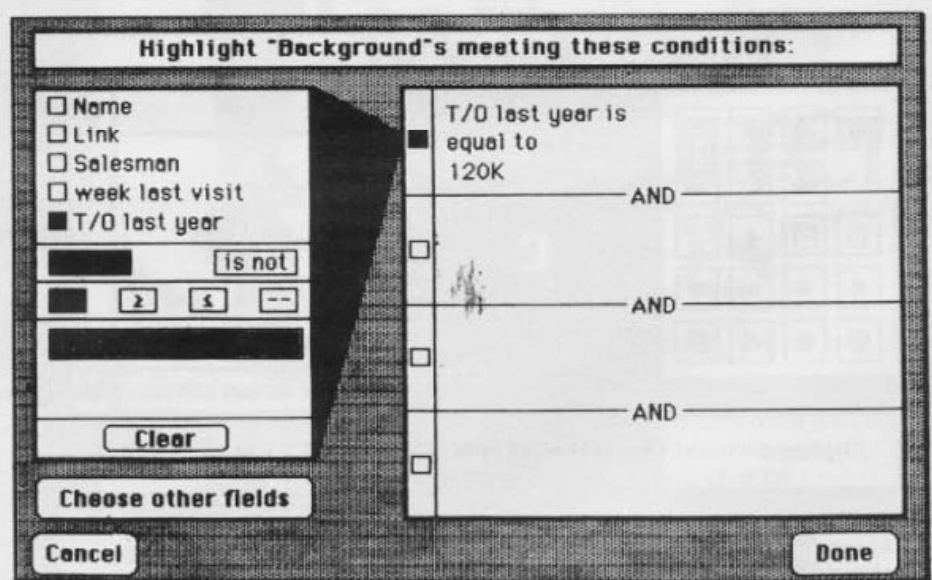 Highlight "Background"s meeting these conditions:
Name
Link
Salesman
week last visit
T/O last year
is not
≥ ≤ --
Clear
Choose other fields
Cancel
T/O last year is
equal to
120K
AND
AND
AND
Done